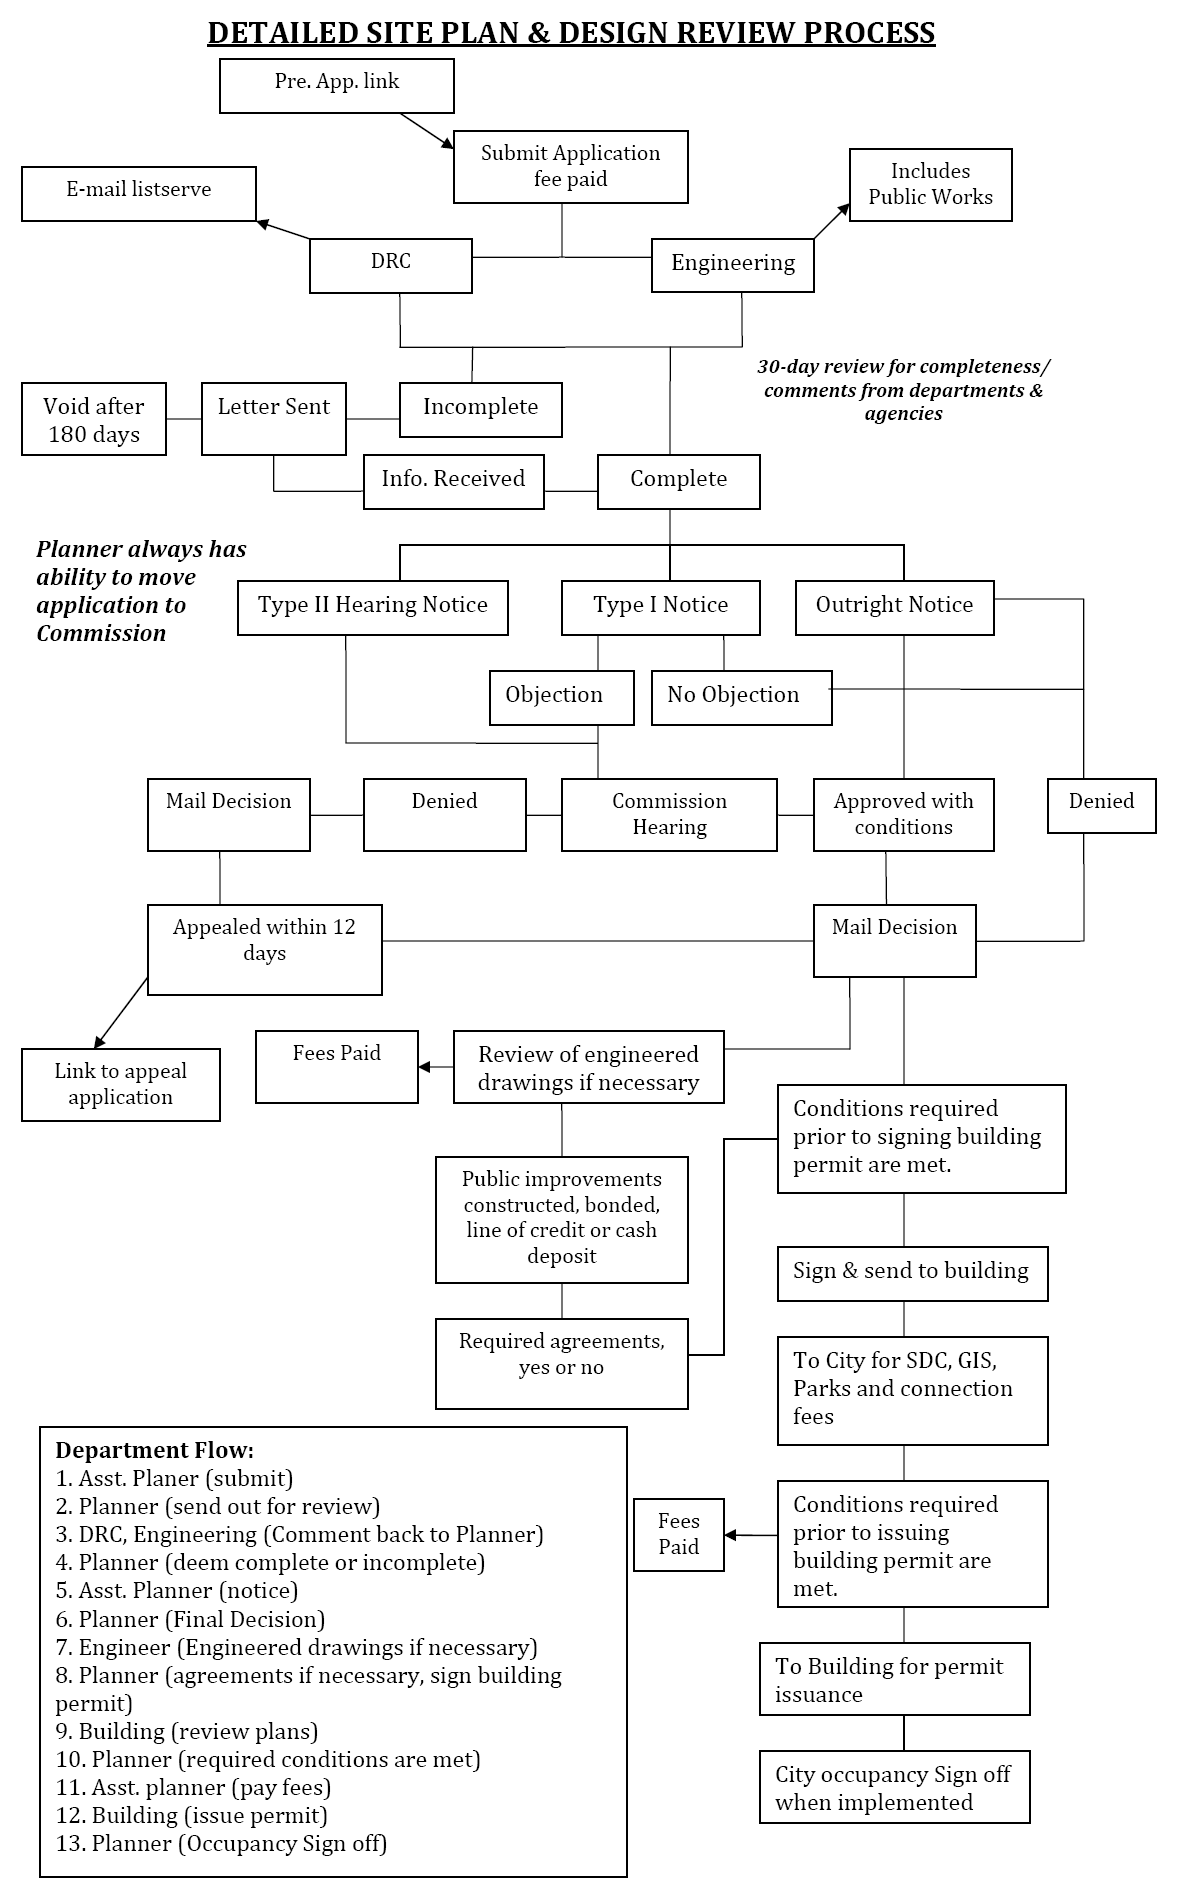 DETAILED SITE PLAN & DESIGN REVIEW PROCESS
Pre. App. link
Submit Application
fee paid
Includes
Public Works
E-mail listserve
DRC
Engineering
30-day review for completeness/
comments from departments &
agencies
Void after
180 days
Letter Sent
Incomplete
Info. Received
Complete
Planner always has
ability to move
application to
Commission
Type II Hearing Notice
Type I Notice
Outright Notice
Objection
No Objection
Mail Decision
Denied
Commission
Hearing
Approved with
conditions
Denied
Appealed within 12
days
Mail Decision
Link to appeal
application
Fees Paid
Review of engineered
drawings if necessary
Conditions required
prior to signing building
permit are met.
Public improvements
constructed, bonded,
line of credit or cash
deposit
Sign & send to building
Required agreements,
yes or no
To City for SDC, GIS,
Parks and connection
fees
Department Flow:
1. Asst. Planer (submit)
2. Planner (send out for review)
3. DRC, Engineering (Comment back to Planner)
4. Planner (deem complete or incomplete)
5. Asst. Planner (notice)
6. Planner (Final Decision)
7. Engineer (Engineered drawings if necessary)
8. Planner (agreements if necessary, sign building
permit)
9. Building (review plans)
10. Planner (required conditions are met)
11. Asst. planner (pay fees)
12. Building (issue permit)
13. Planner (Occupancy Sign off)
Fees
Paid
Conditions required
prior to issuing
building permit are
met.
To Building for permit
issuance
City occupancy Sign off
when implemented